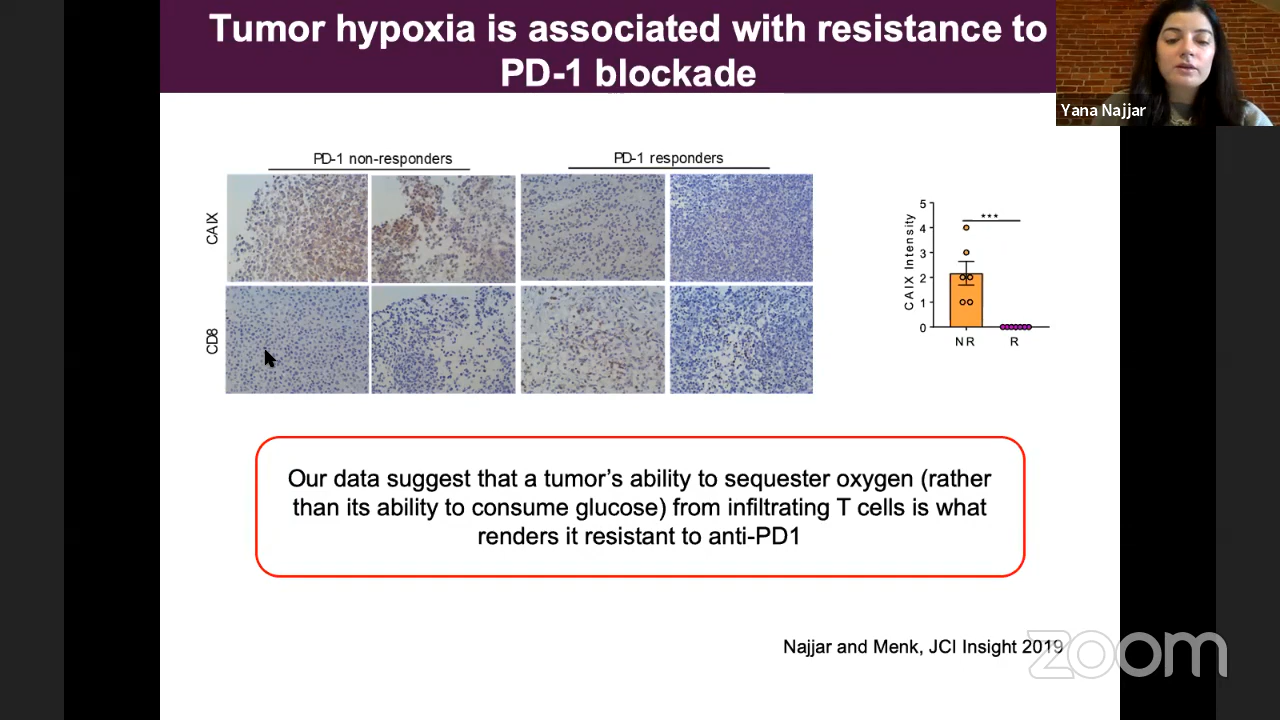 Tumor hypoxia is associated with resistance to
PD-1 blockade
Yana Najjar
PD-1 non-responders
PD-1 responders
CAIX
CD8
CAIX Intensity
5
4
3
2
1
0
***
NR
R
Our data suggest that a tumor's ability to sequester oxygen (rather
than its ability to consume glucose) from infiltrating T cells is what
renders it resistant to anti-PD1
Najjar and Menk, JCI Insight 2019
zoom